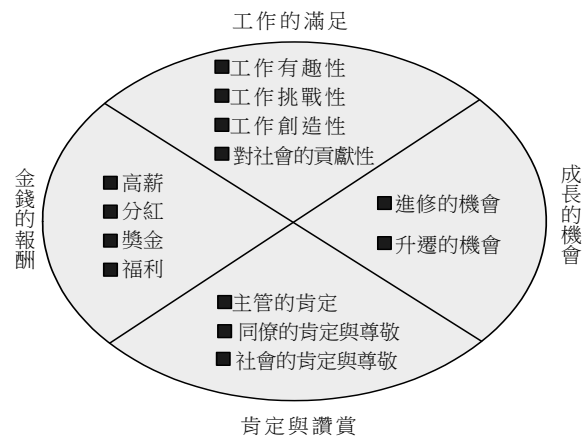 工作的滿足
■工作有趣性
■工作挑戰性
■工作創造性
■對社會的貢獻性
金錢的報酬
■高薪
■分紅
■獎金
■福利
■進修的機會
■升遷的機會
成長的機會
■主管的肯定
■同僚的肯定與尊敬
■社會的肯定與尊敬
肯定與讚賞